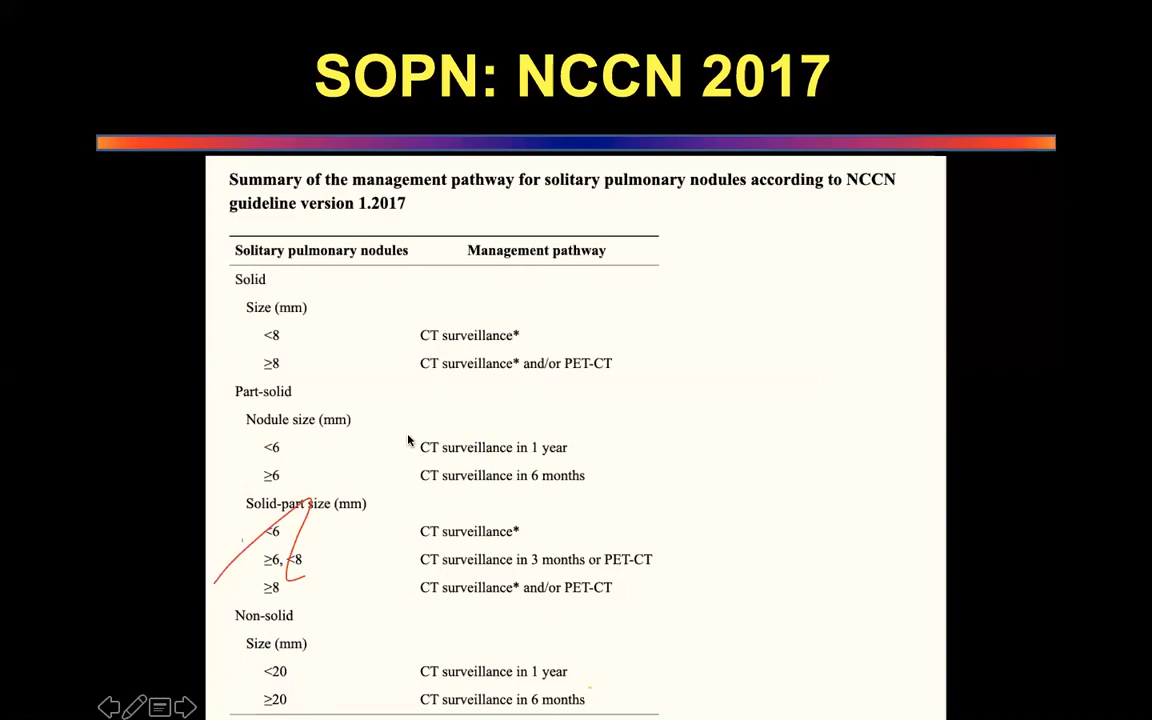 SOPN: NCCN 2017
Summary of the management pathway for solitary pulmonary nodules according to NCCN
guideline version 1.2017
Solitary pulmonary nodules Management pathway
Solid
Size (mm)
<8 CT surveillance*
≥8 CT surveillance* and/or PET-CT
Part-solid
Nodule size (mm)
<6 CT surveillance in 1 year
≥6 CT surveillance in 6 months
Solid-part size (mm)
<6 CT surveillance*
≥6, <8 CT surveillance in 3 months or PET-CT
≥8 CT surveillance* and/or PET-CT
Non-solid
Size (mm)
<20 CT surveillance in 1 year
≥20 CT surveillance in 6 months